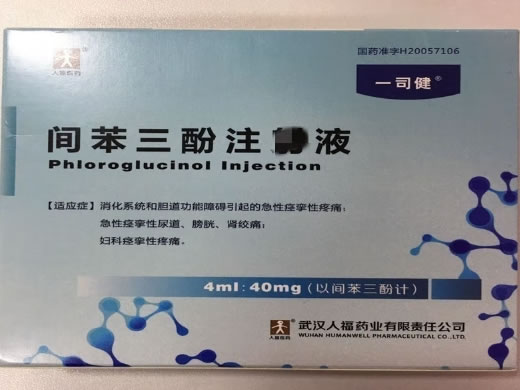 人福医药®
国药准字H20057106
一司健®
间苯三酚注 液
Phloroglucinol Injection
【适应症】消化系统和胆道功能障碍引起的急性痉挛性疼痛；
急性痉挛性尿道、膀胱、肾绞痛；
妇科痉挛性疼痛。
4ml:40mg(以间苯三酚计)
人福医药
武汉人福药业有限责任公司
WUHAN HUMANWELL PHARMACEUTICAL CO.,LTD.